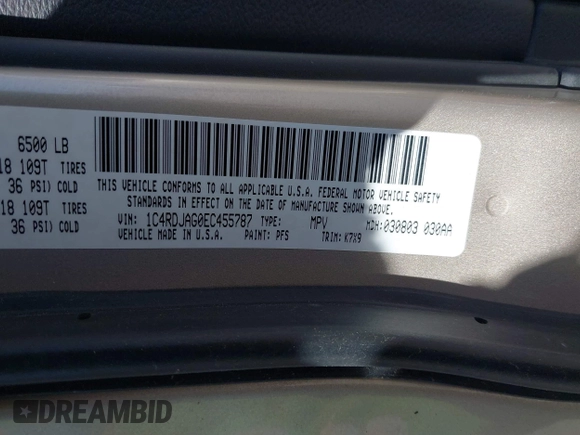 6500 LB
18 109T TIRES
36 PSI) COLD
18 109T TIRES
36 PSI) COLD
THIS VEHICLE CONFORMS TO ALL APPLICABLE U.S.A. FEDERAL MOTOR VEHICLE SAFETY
STANDARDS IN EFFECT ON THE DATE OF MANUFACTURE SHOWN ABOVE.
VIN: 1C4RDJAG0EC455787 TYPE: MPV MDH:030803 030AA
VEHICLE MADE IN U.S.A. PAINT: PFS TRIM: K7X9
DREAMBID